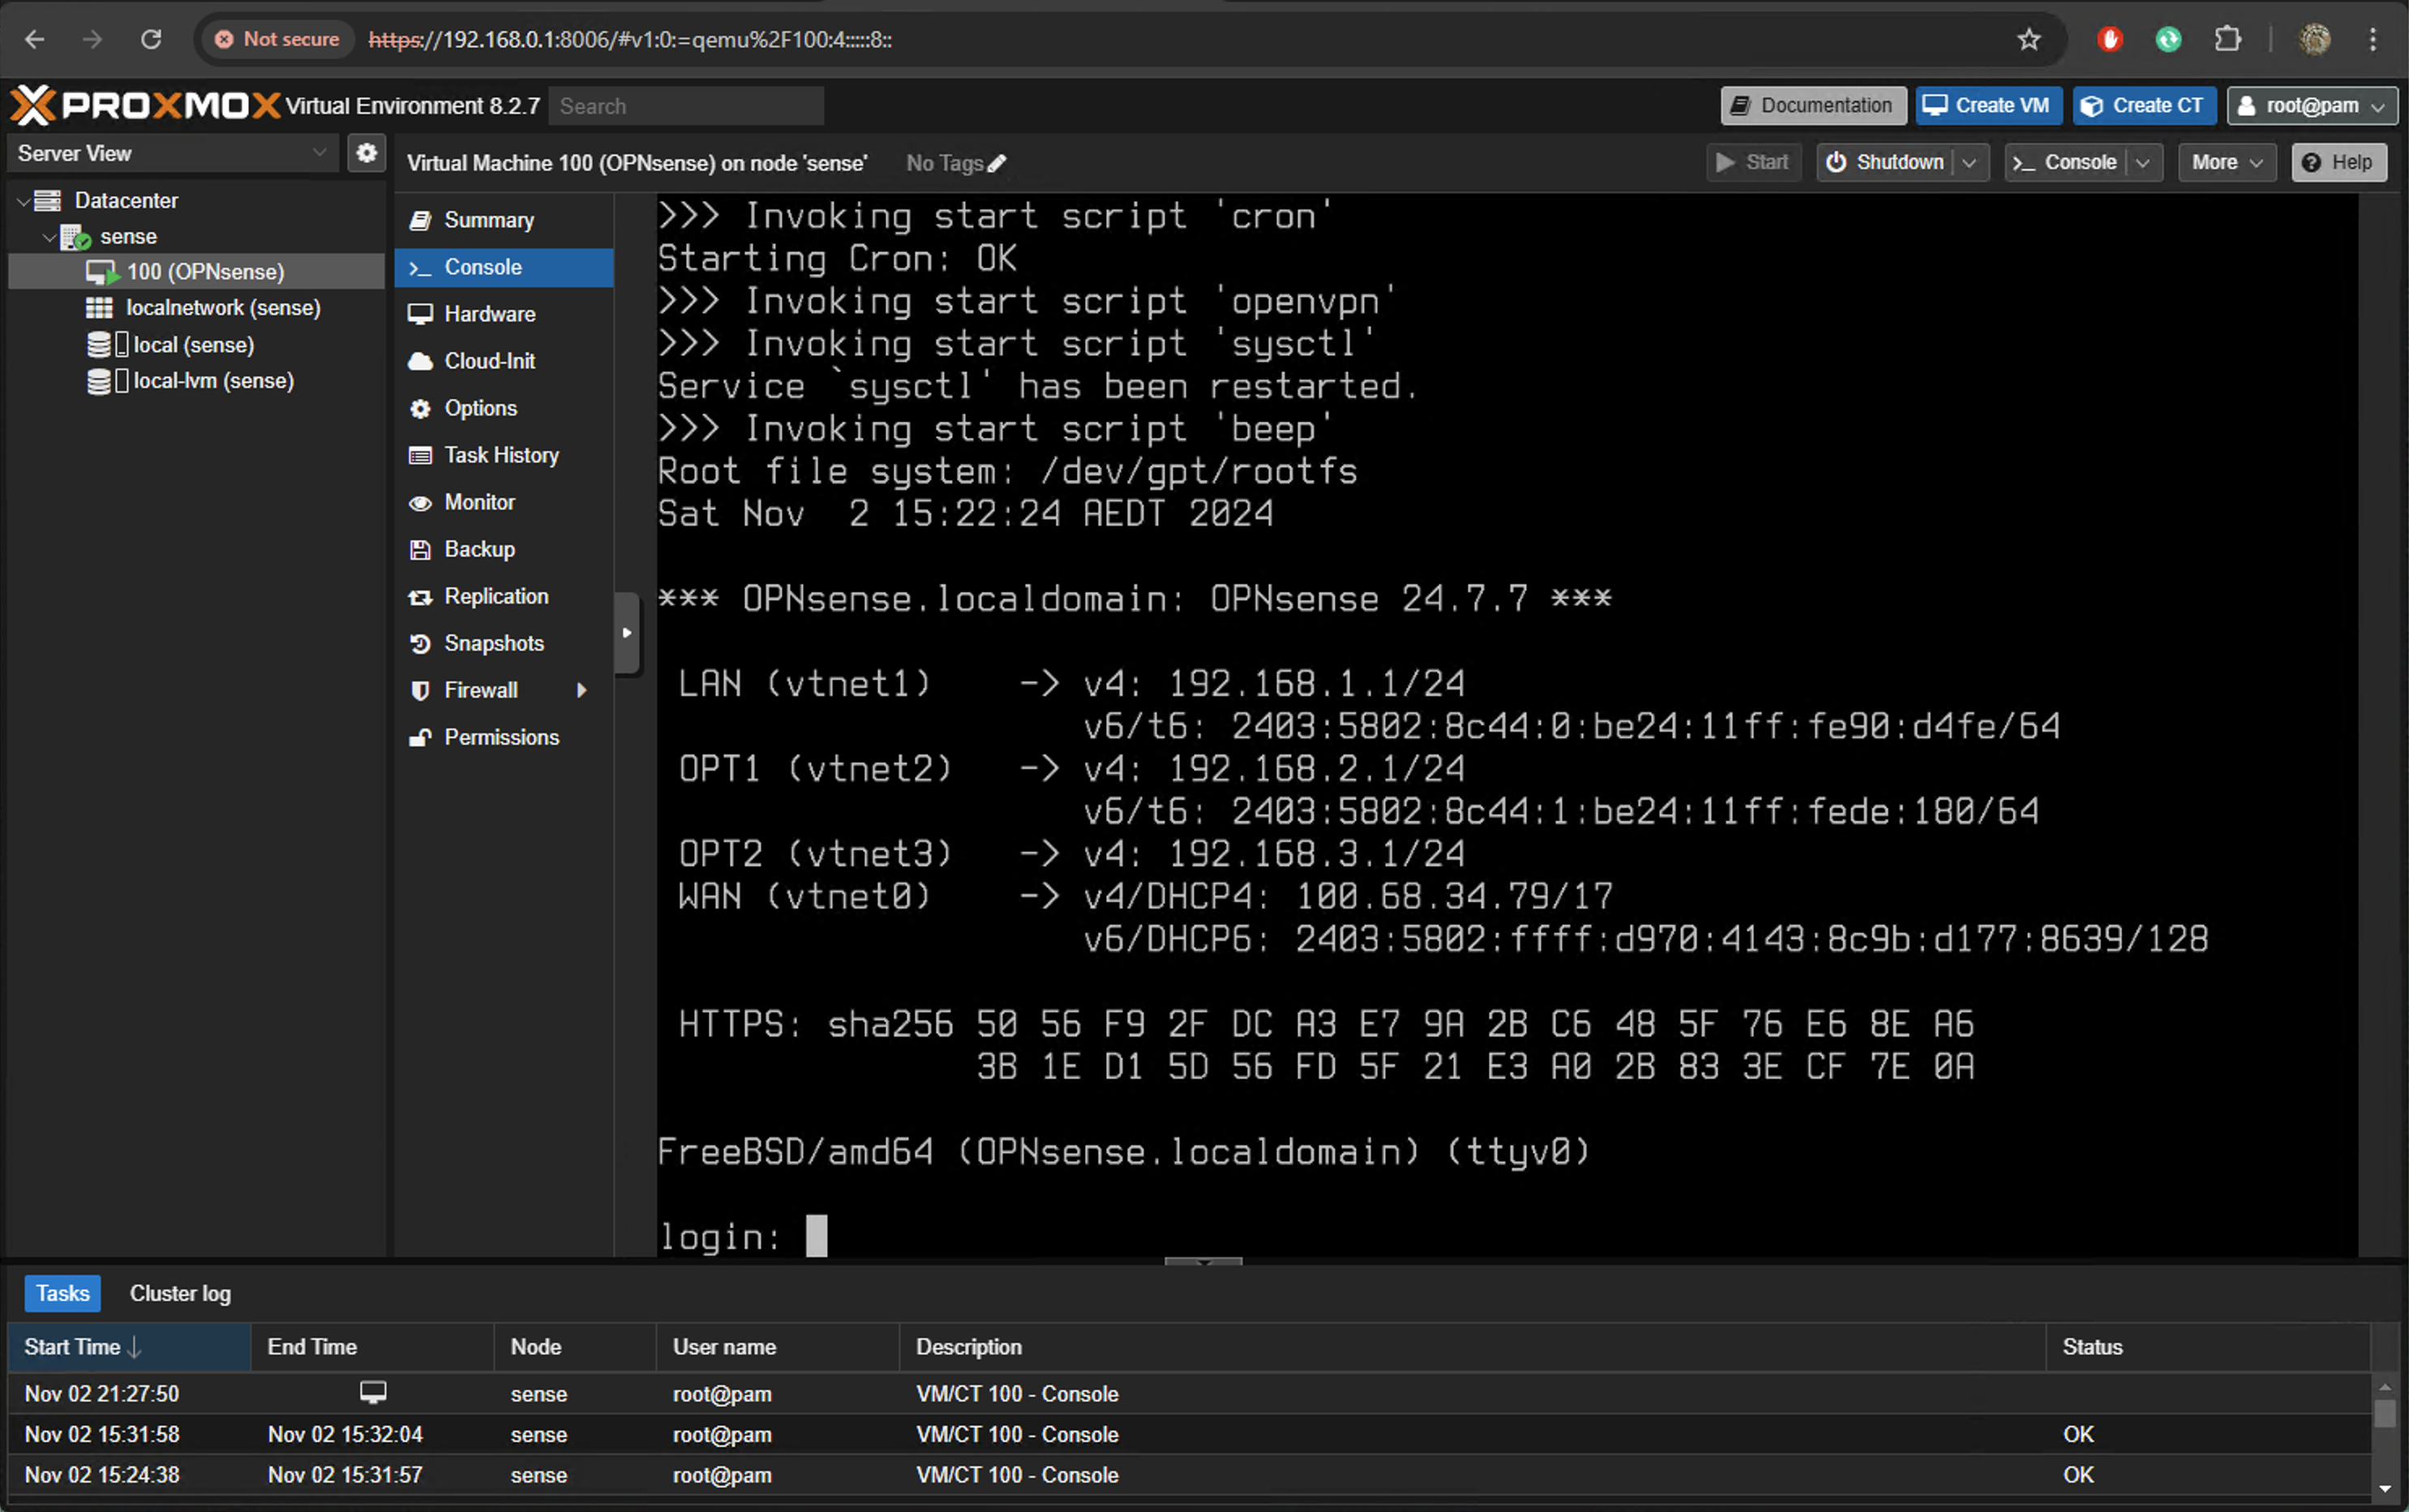 Not secure https://192.168.0.1:8006/#v1:0:=qemu%2F100:4:::::8::
PROXMOX Virtual Environment 8.2.7 Search Documentation Create VM Create CT root@pam
Server View
Virtual Machine 100 (OPNsense) on node 'sense' No Tags Start Shutdown Console More Help
Datacenter
sense
100 (OPNsense)
localnetwork (sense)
local (sense)
local-lvm (sense)
Summary
Console
Hardware
Cloud-Init
Options
Task History
Monitor
Backup
Replication
Snapshots
Firewall
Permissions
>>> Invoking start script 'cron'
Starting Cron: OK
>>> Invoking start script 'openvpn'
>>> Invoking start script 'sysctl'
Service `sysctl' has been restarted.
>>> Invoking start script 'beep'
Root file system: /dev/gpt/rootfs
Sat Nov  2 15:22:24 AEDT 2024
*** OPNsense.localdomain: OPNsense 24.7.7 ***
LAN (vtnet1) -> v4: 192.168.1.1/24
v6/t6: 2403:5802:8c44:0:be24:11ff:fe90:d4fe/64
OPT1 (vtnet2) -> v4: 192.168.2.1/24
v6/t6: 2403:5802:8c44:1:be24:11ff:fede:180/64
OPT2 (vtnet3) -> v4: 192.168.3.1/24
WAN (vtnet0) -> v4/DHCP4: 100.68.34.79/17
v6/DHCP6: 2403:5802:ffff:d970:4143:8c9b:d177:8639/128
HTTPS: sha256 50 56 F9 2F DC A3 E7 9A 2B C6 48 5F 76 E6 8E A6
3B 1E D1 5D 56 FD 5F 21 E3 A0 2B 83 3E CF 7E 0A
FreeBSD/amd64 (OPNsense.localdomain) (ttyv0)
login:
Tasks Cluster log
Start Time End Time Node User name Description Status
Nov 02 21:27:50 sense root@pam VM/CT 100 - Console
Nov 02 15:31:58 Nov 02 15:32:04 sense root@pam VM/CT 100 - Console OK
Nov 02 15:24:38 Nov 02 15:31:57 sense root@pam VM/CT 100 - Console OK